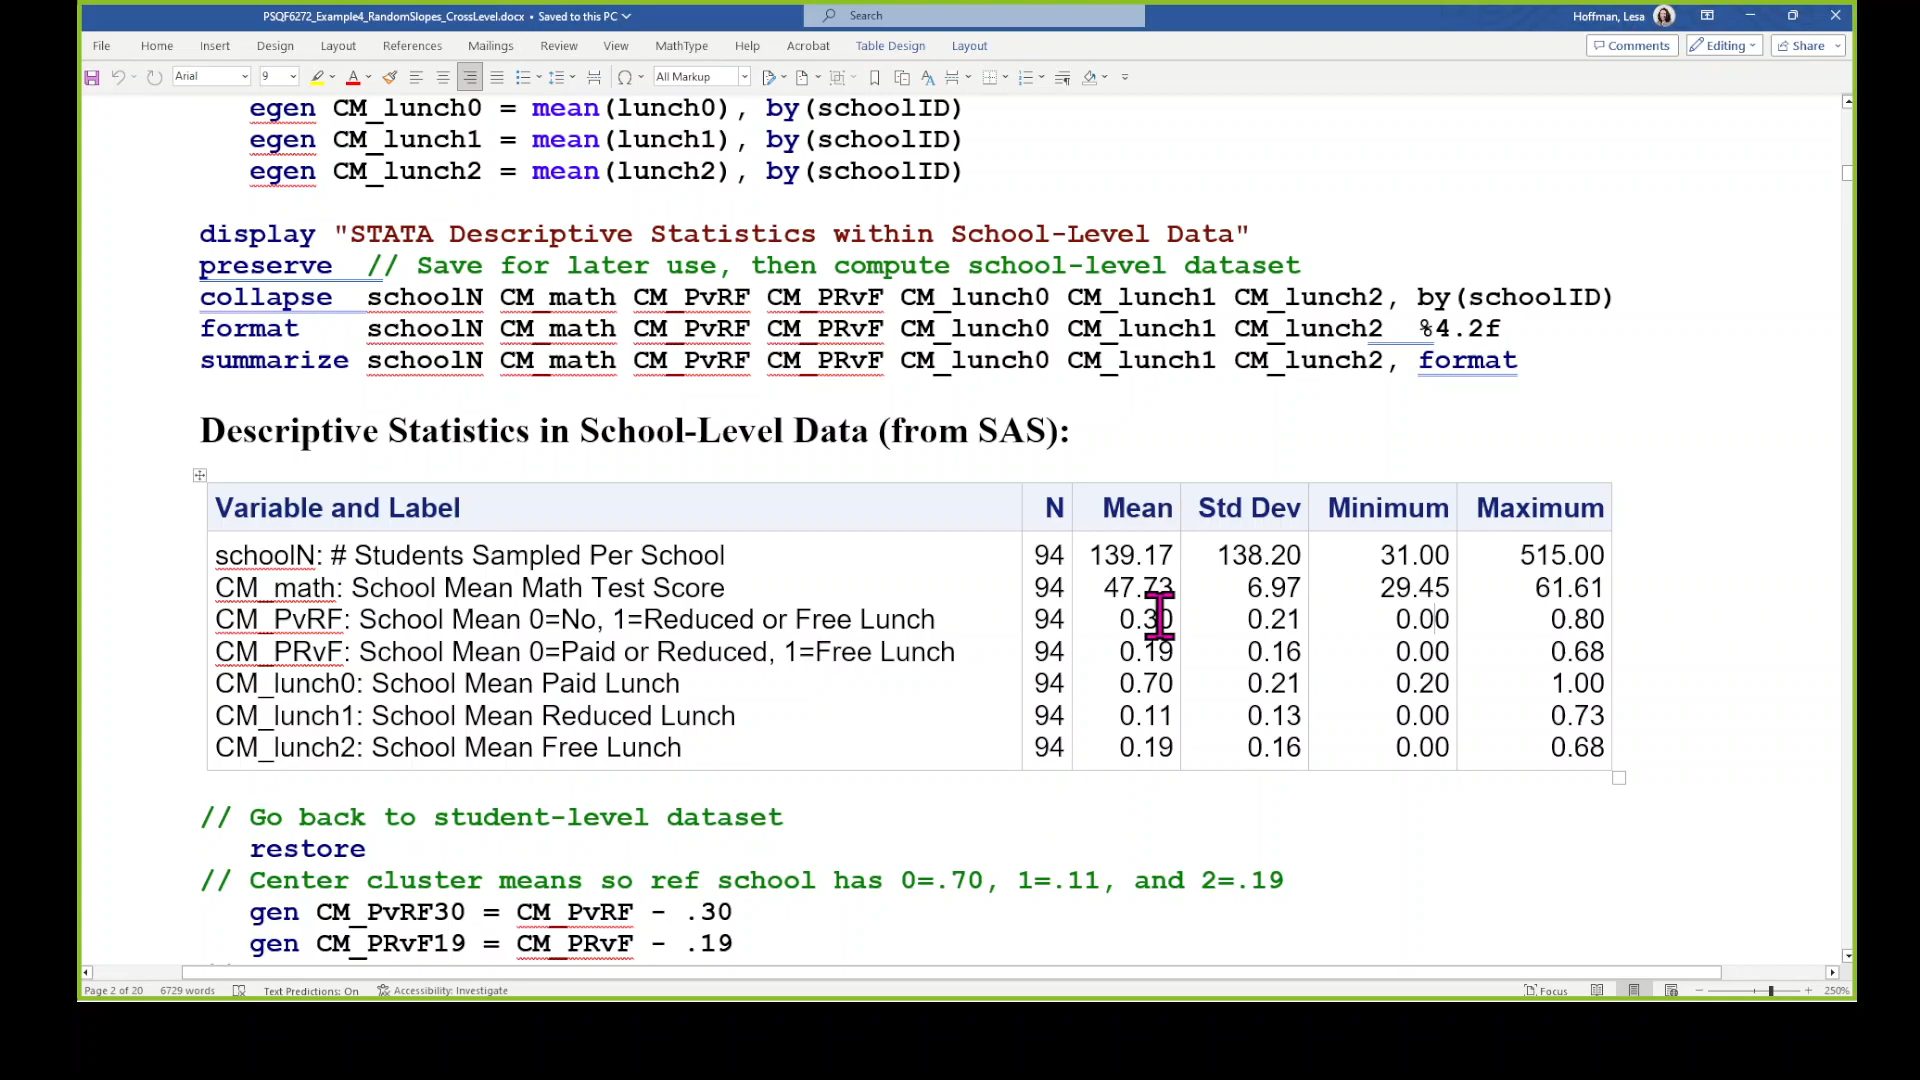 PSQF6272_Example4_RandomSlopes_CrossLevel.docx • Saved to this PC
Search
Hoffman, Lesa
File Home Insert Design Layout References Mailings Review View MathType Help Acrobat Table Design Layout
Comments Editing Share
Arial 9 All Markup
egen CM_lunch0 = mean(lunch0), by(schoolID)
egen CM_lunch1 = mean(lunch1), by(schoolID)
egen CM_lunch2 = mean(lunch2), by(schoolID)
display "STATA Descriptive Statistics within School-Level Data"
preserve // Save for later use, then compute school-level dataset
collapse schoolN CM_math CM_PvRF CM_PRvF CM_lunch0 CM_lunch1 CM_lunch2, by(schoolID)
format schoolN CM_math CM_PvRF CM_PRvF CM_lunch0 CM_lunch1 CM_lunch2 %4.2f
summarize schoolN CM_math CM_PvRF CM_PRvF CM_lunch0 CM_lunch1 CM_lunch2, format
Descriptive Statistics in School-Level Data (from SAS):
Variable and Label N Mean Std Dev Minimum Maximum
schoolN: # Students Sampled Per School 94 139.17 138.20 31.00 515.00
CM_math: School Mean Math Test Score 94 47.73 6.97 29.45 61.61
CM_PvRF: School Mean 0=No, 1=Reduced or Free Lunch 94 0.30 0.21 0.00 0.80
CM_PRvF: School Mean 0=Paid or Reduced, 1=Free Lunch 94 0.19 0.16 0.00 0.68
CM_lunch0: School Mean Paid Lunch 94 0.70 0.21 0.20 1.00
CM_lunch1: School Mean Reduced Lunch 94 0.11 0.13 0.00 0.73
CM_lunch2: School Mean Free Lunch 94 0.19 0.16 0.00 0.68
// Go back to student-level dataset
restore
// Center cluster means so ref school has 0=.70, 1=.11, and 2=.19
gen CM_PvRF30 = CM_PvRF - .30
gen CM_PRvF19 = CM_PRvF - .19
Page 2 of 20 6729 words Text Predictions: On Accessibility: Investigate Focus 250%